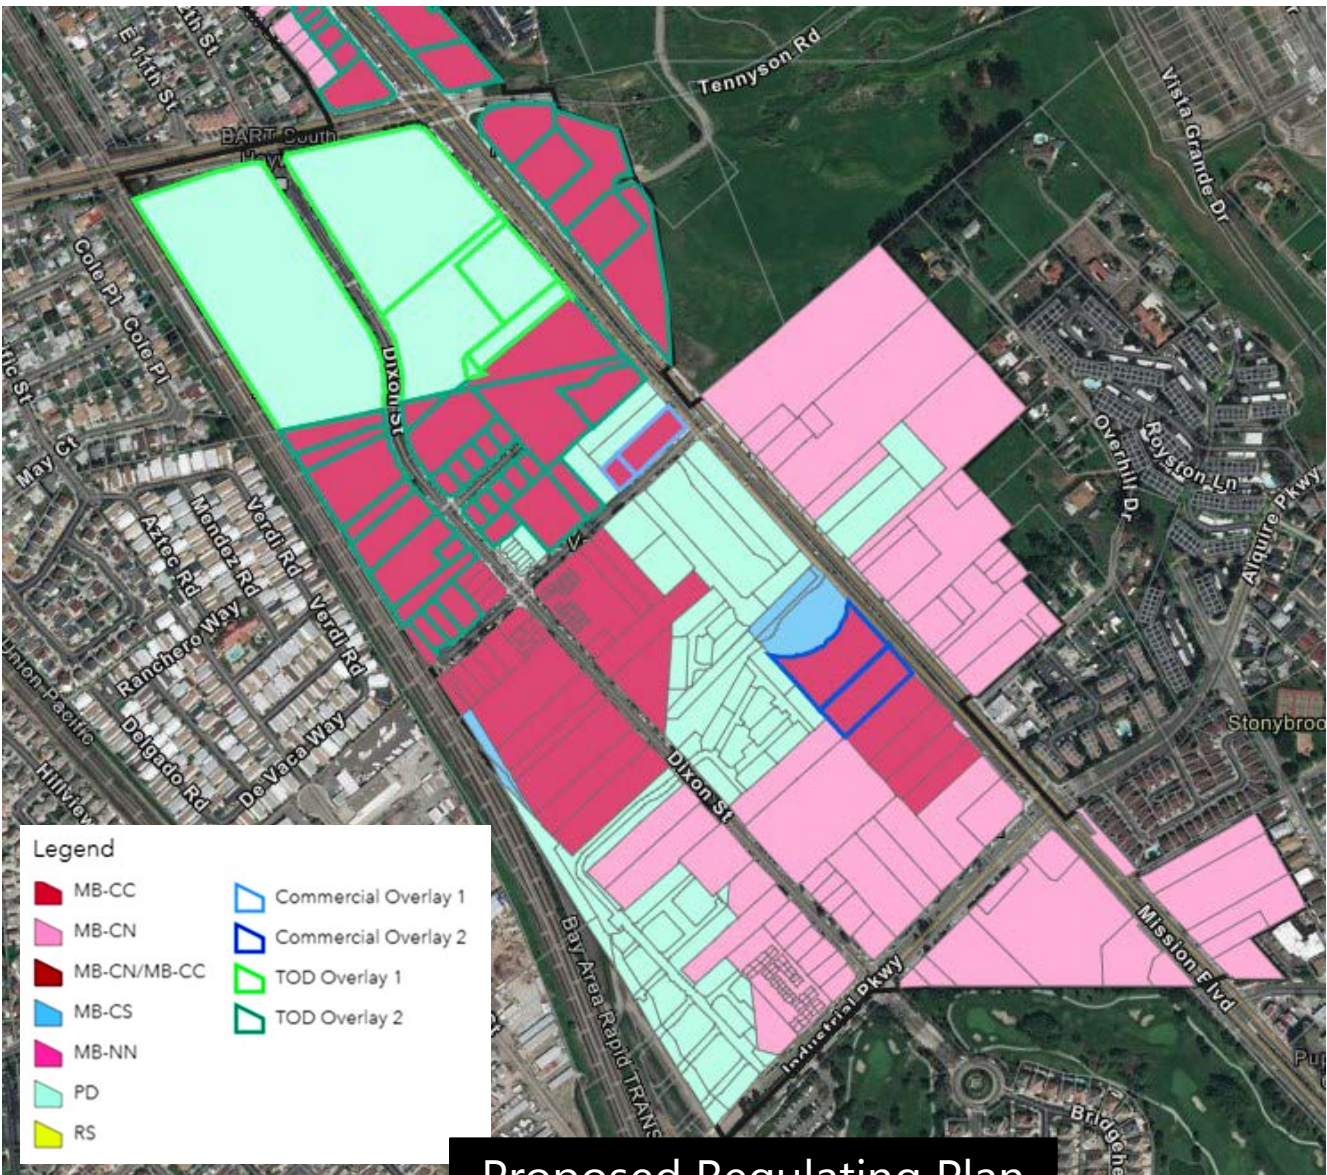 E 11th St
Tennyson Rd
Vista Grande Dr
BART South
Cole Pl
Cole Pl
Dixon St
May Ct
Overhill Dr
Royston Ln
Alquire Pkwy
Verdi Rd
Mendez Rd
Aztec Rd
Verdi Rd
Ranchero Way
Union Pacific
Delgado Rd
De Vaca Way
Dixon St
Industrial Pkwy
Mission Blvd
Bay Area Rapid TRANS
Legend
MB-CC
MB-CN
MB-CN/MB-CC
MB-CS
MB-NN
PD
RS
Commercial Overlay 1
Commercial Overlay 2
TOD Overlay 1
TOD Overlay 2
Proposed Regulating Plan